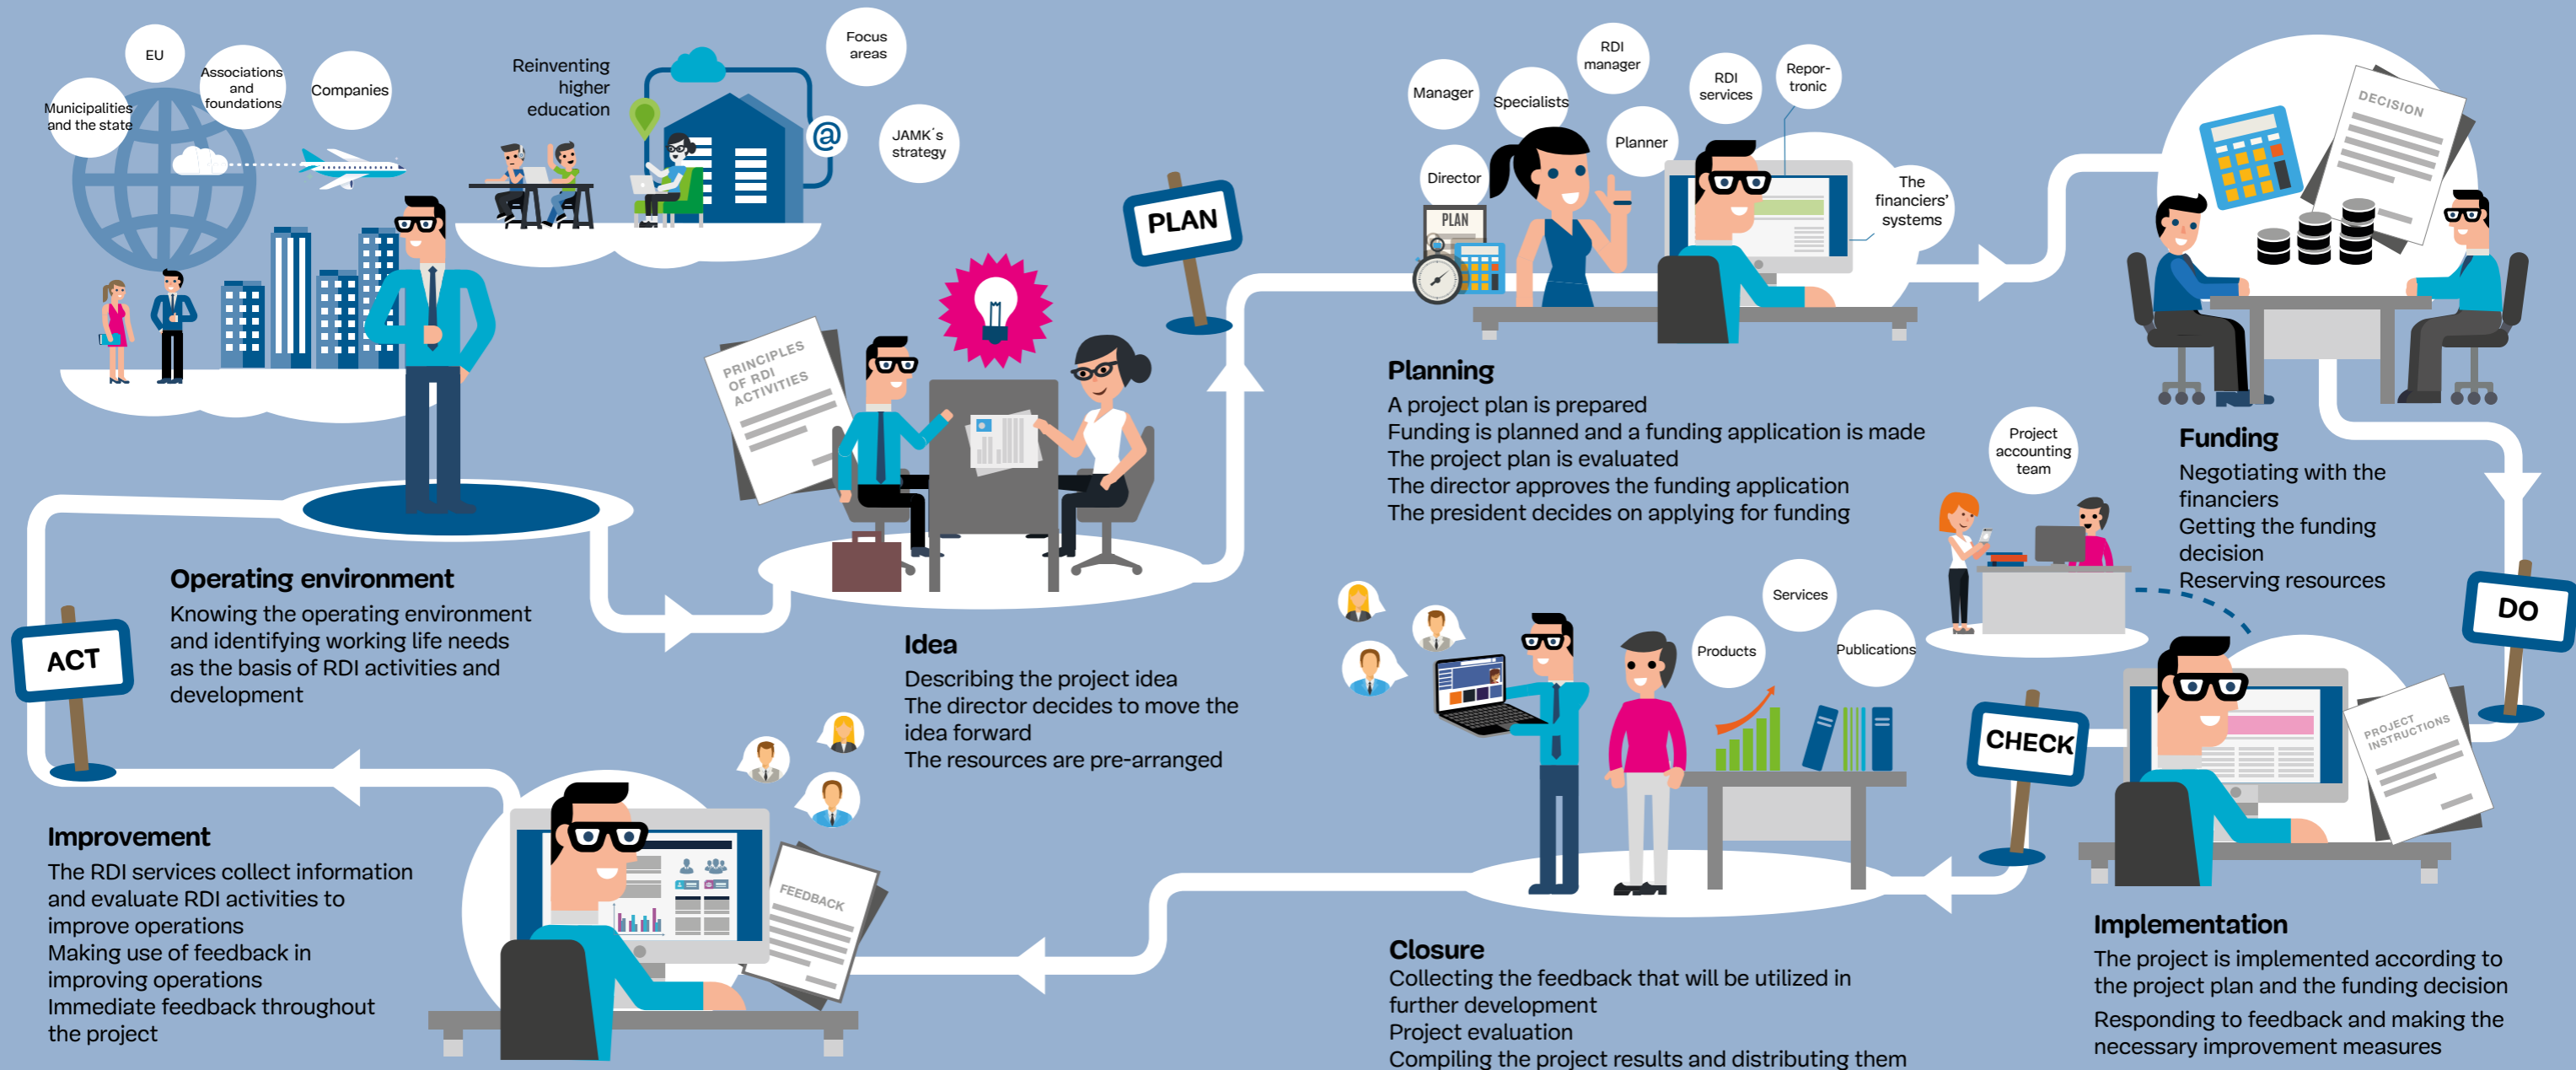 EU
Municipalities
and the state
Associations
and
foundations
Companies
Reinventing
higher
education
@
Focus
areas
JAMK´s
strategy
Operating environment
Knowing the operating environment
and identifying working life needs
as the basis of RDI activities and
development
PRINCIPLES
OF RDI
ACTIVITIES
Idea
Describing the project idea
The director decides to move the
idea forward
The resources are pre-arranged
PLAN
Manager
Specialists
RDI
manager
Planner
RDI
services
Repor-
tronic
Director
The
financiers'
systems
PLAN
Planning
A project plan is prepared
Funding is planned and a funding application is made
The project plan is evaluated
The director approves the funding application
The president decides on applying for funding
DECISION
Funding
Negotiating with the
financiers
Getting the funding
decision
Reserving resources
DO
Project
accounting
team
PROJECT
INSTRUCTIONS
Implementation
The project is implemented according to
the project plan and the funding decision
Responding to feedback and making the
necessary improvement measures
CHECK
Products
Services
Publications
Closure
Collecting the feedback that will be utilized in
further development
Project evaluation
Compiling the project results and distributing them
FEEDBACK
Improvement
The RDI services collect information
and evaluate RDI activities to
improve operations
Making use of feedback in
improving operations
Immediate feedback throughout
the project
ACT